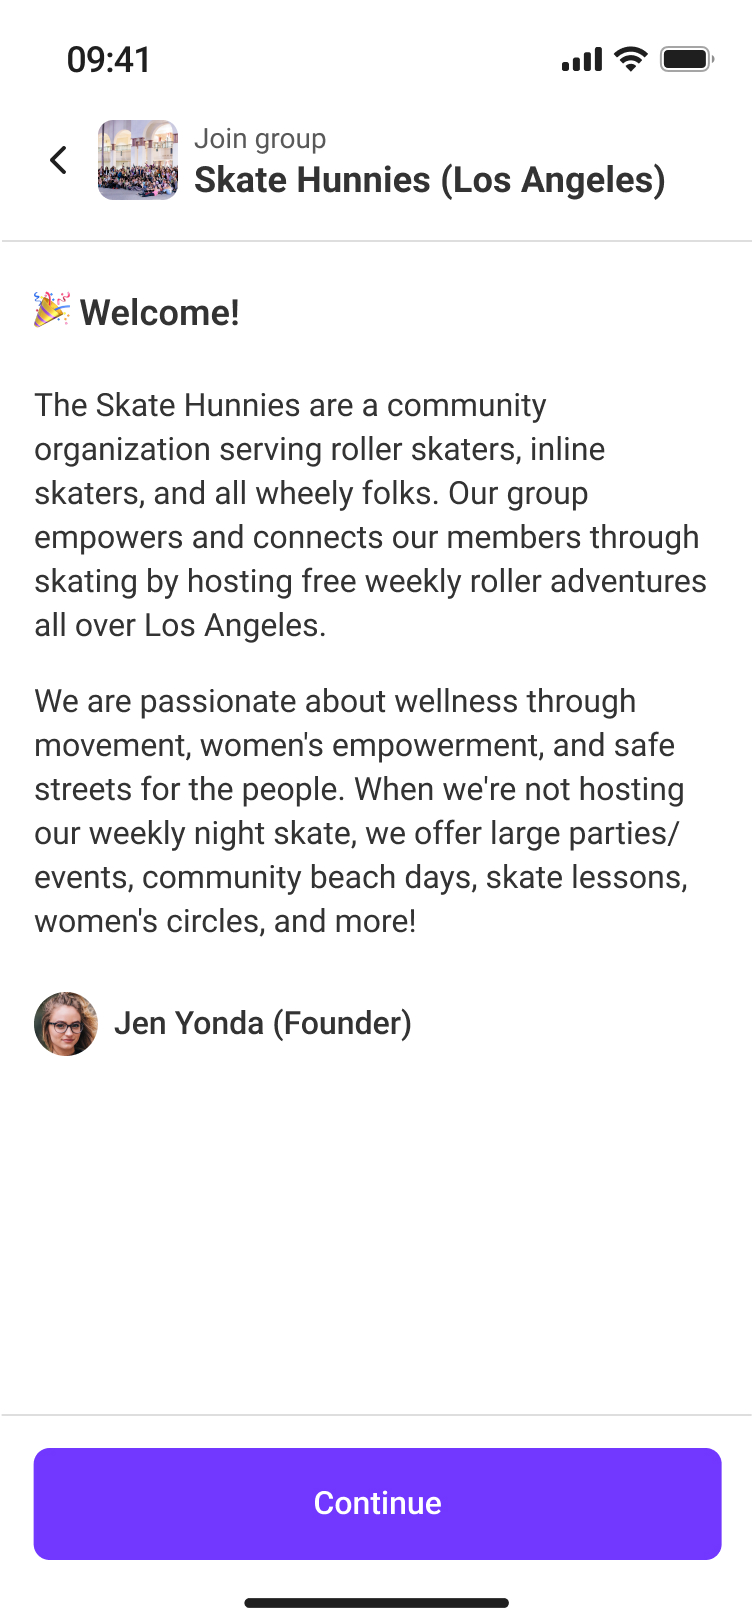 09:41
Join group
Skate Hunnies (Los Angeles)
🎉 Welcome!
The Skate Hunnies are a community
organization serving roller skaters, inline
skaters, and all wheely folks. Our group
empowers and connects our members through
skating by hosting free weekly roller adventures
all over Los Angeles.
We are passionate about wellness through
movement, women's empowerment, and safe
streets for the people. When we're not hosting
our weekly night skate, we offer large parties/
events, community beach days, skate lessons,
women's circles, and more!
Jen Yonda (Founder)
Continue